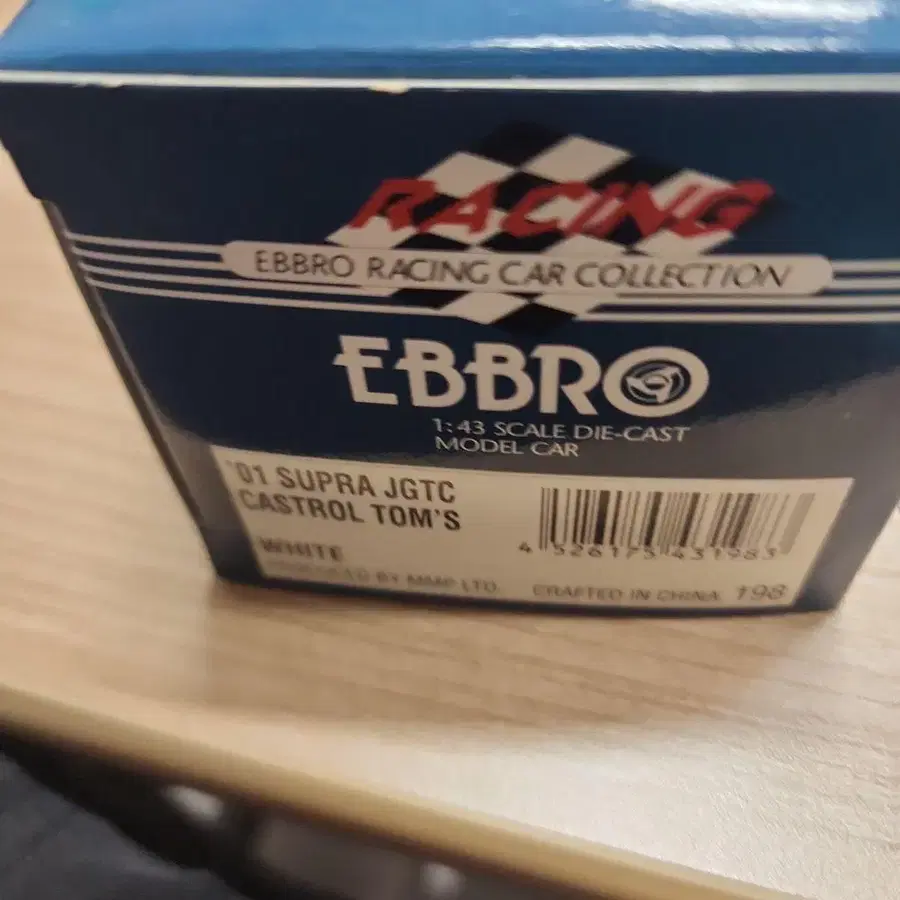 RACING
EBBRO RACING CAR COLLECTION
EBBRO
1:43 SCALE DIE-CAST
MODEL CAR
'01 SUPRA JGTC
CASTROL TOM'S
WHITE
PRODUCED BY MMP LTD. CRAFTED IN CHINA 198
4 526175 431983